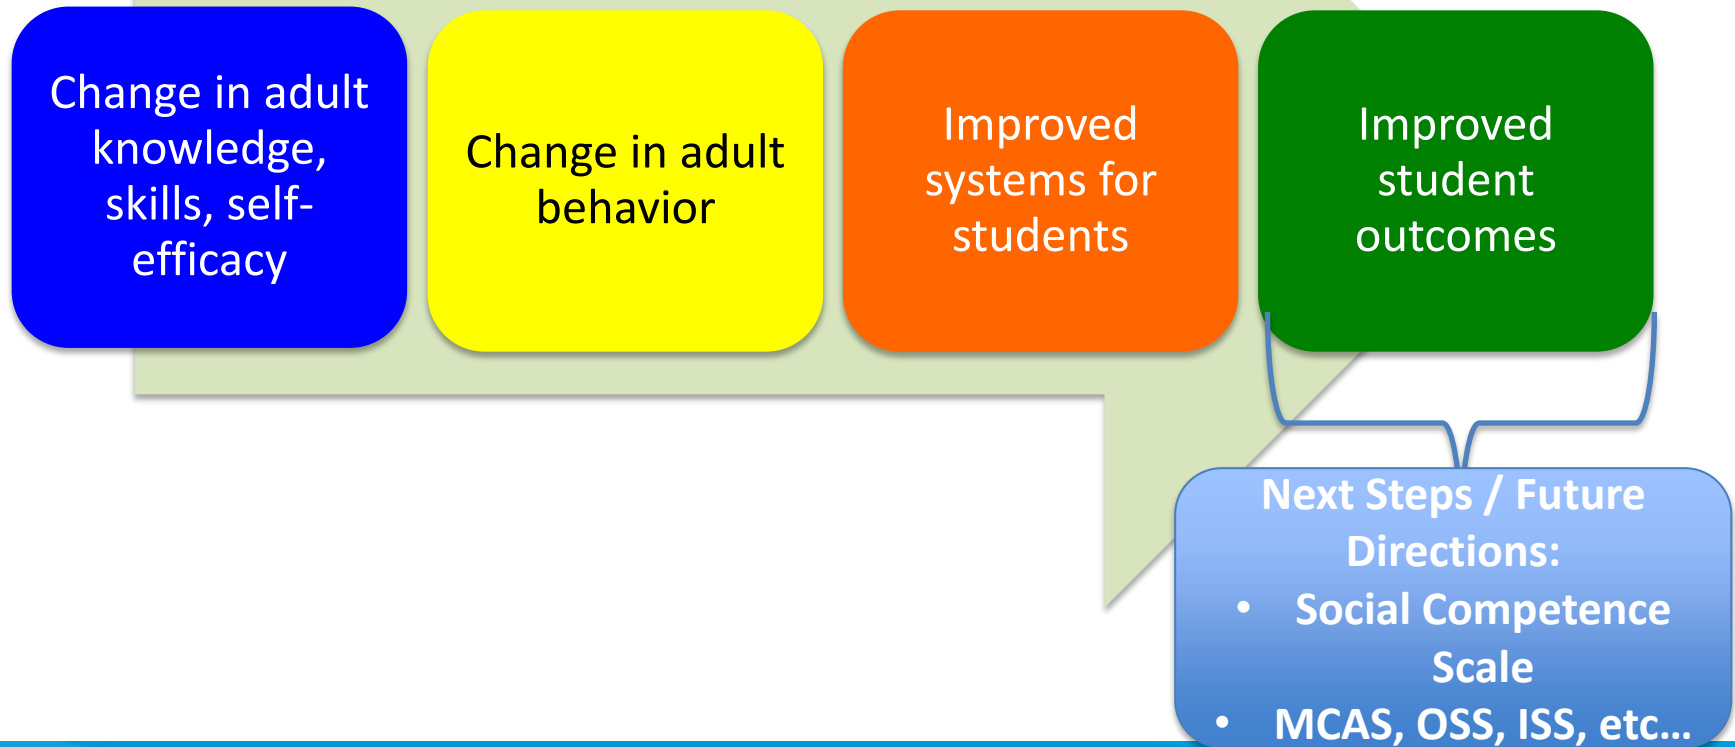 Change in adult
knowledge,
skills, self-
efficacy
Change in adult
behavior
Improved
systems for
students
Improved
student
outcomes
Next Steps / Future
Directions:
• Social Competence
Scale
• MCAS, OSS, ISS, etc…